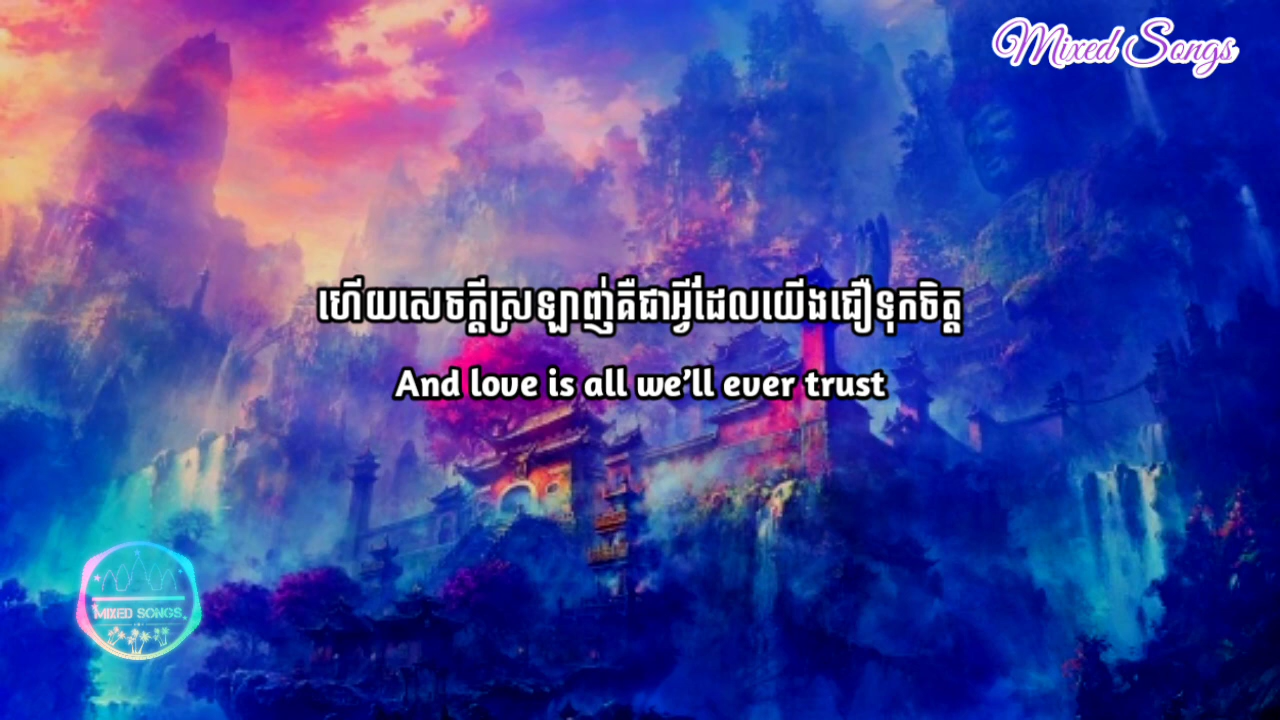 Mixed Songs
ហើយសេចក្ដីស្រឡាញ់គឺជាអ្វីដែលយើងជឿទុកចិត្ត
And love is all we'll ever trust
MIXED SONGS